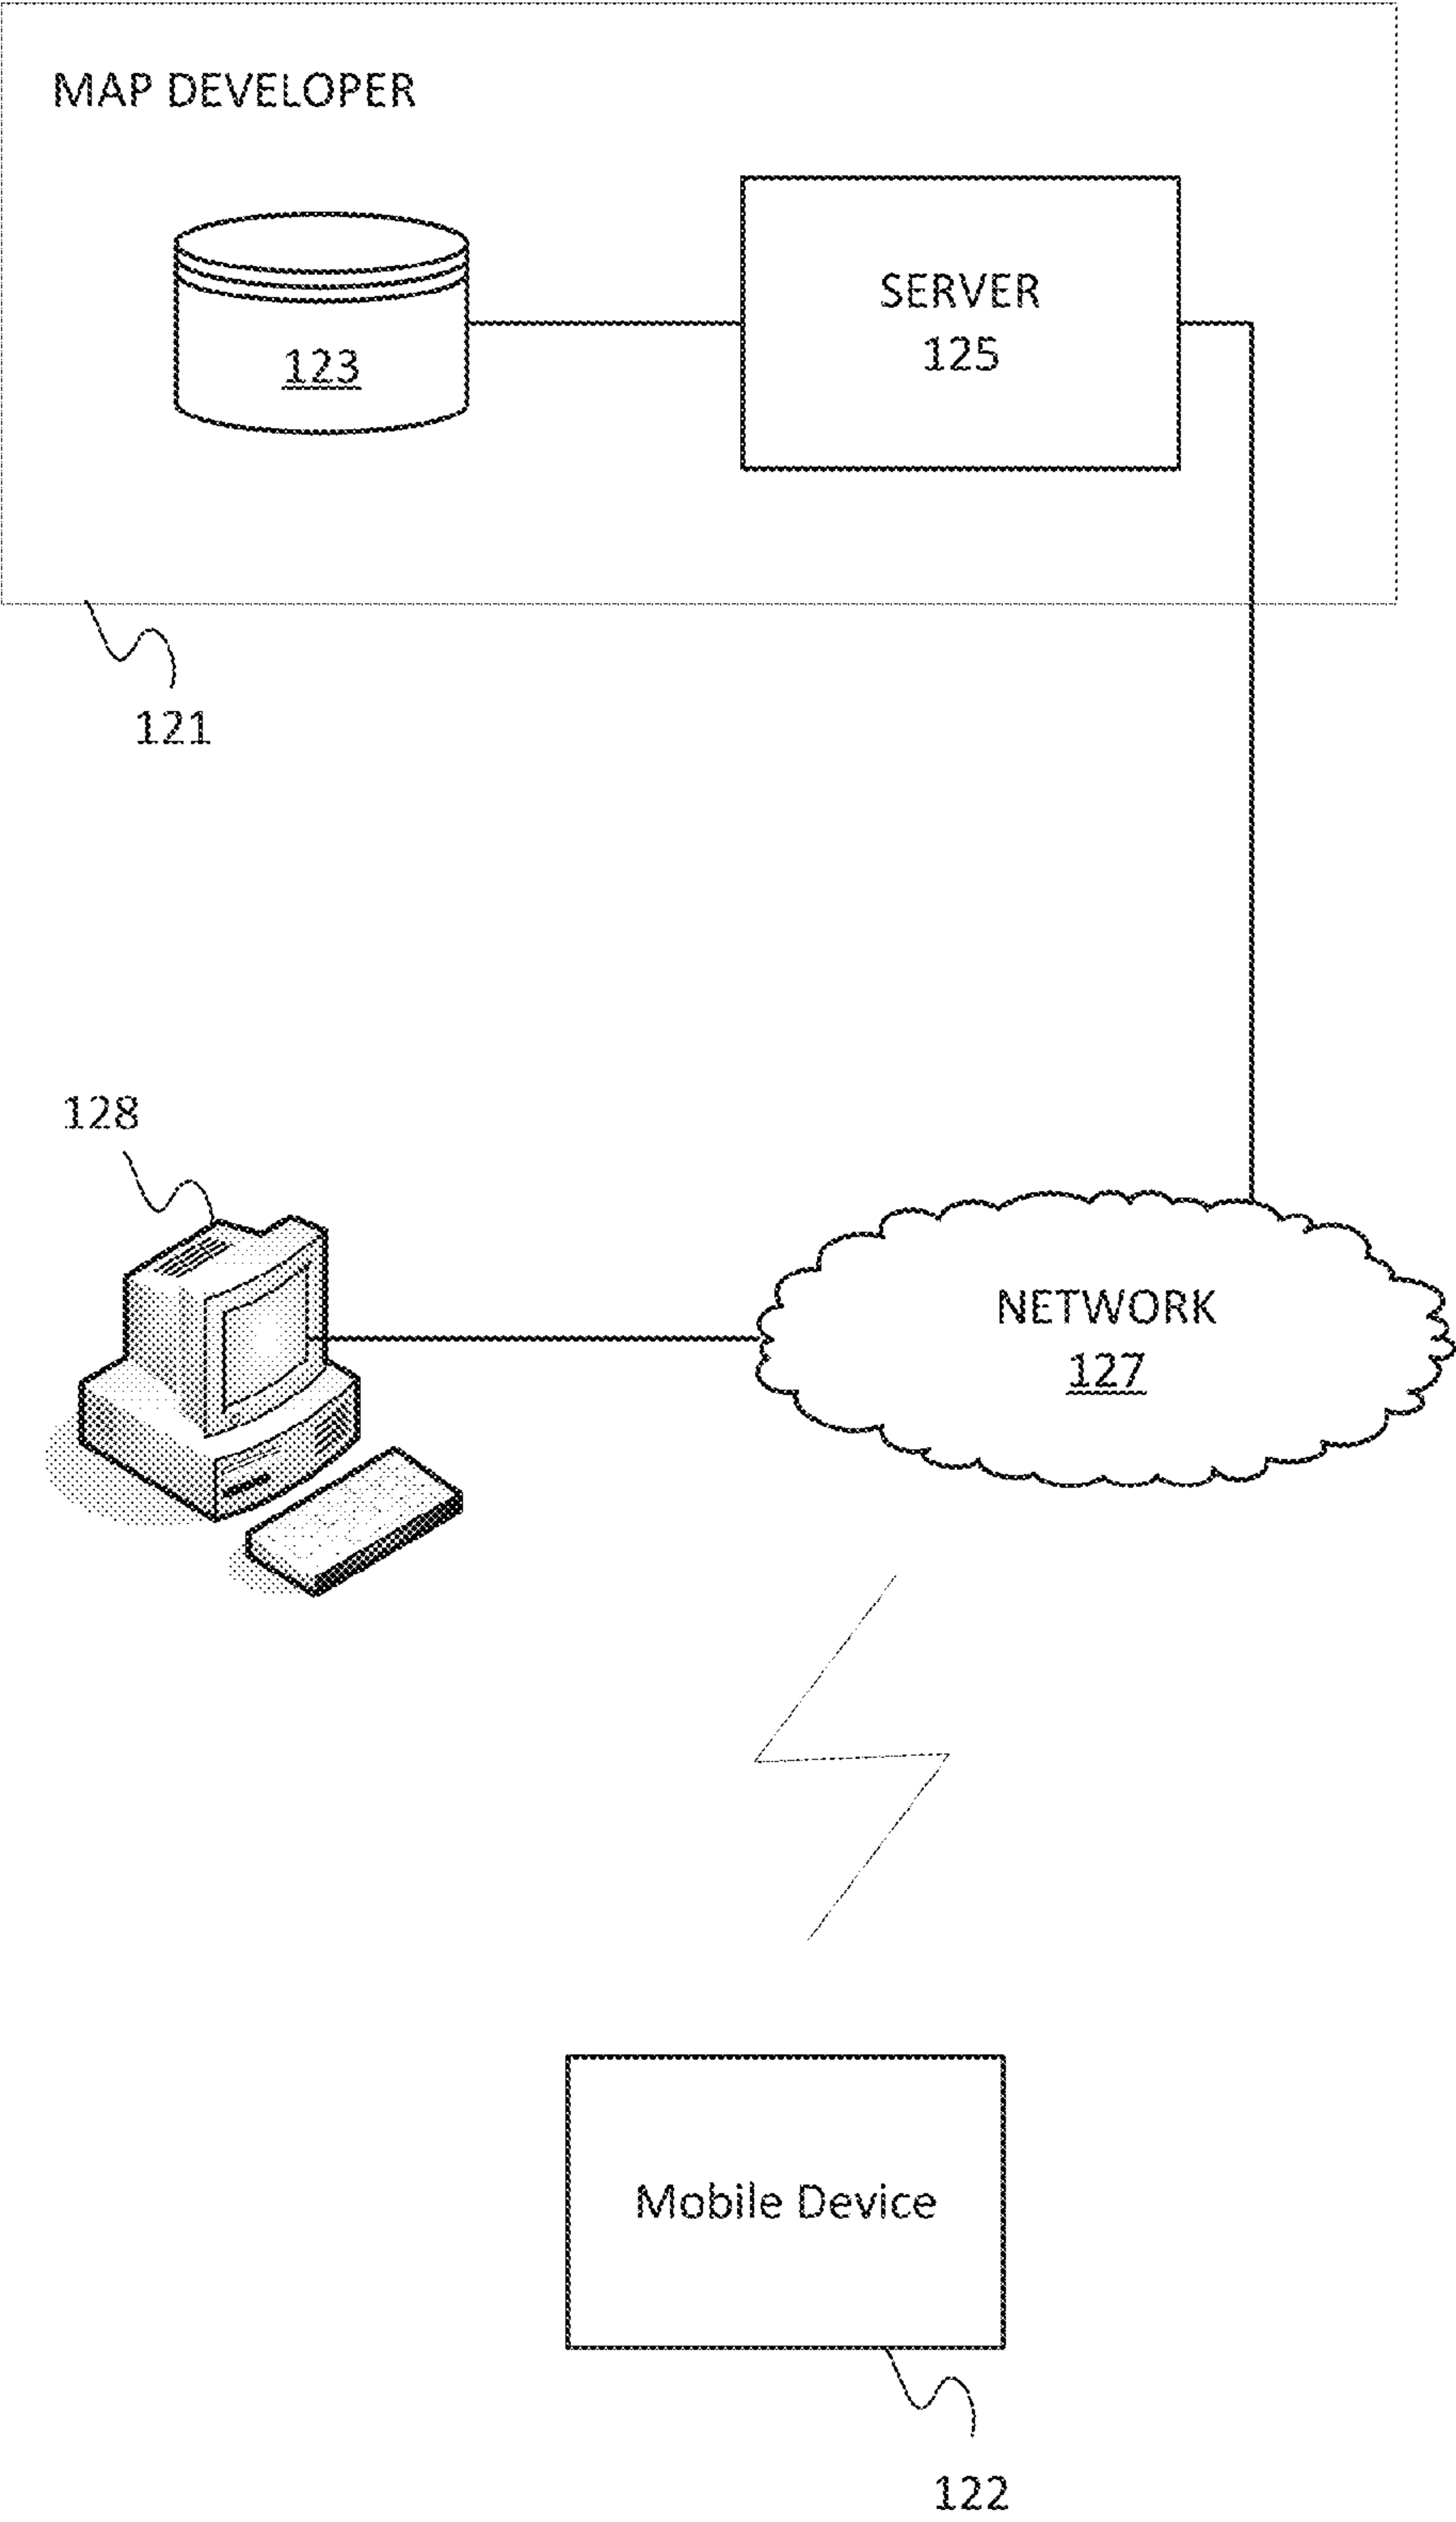 MAP DEVELOPER
123
SERVER
125
121
128
NETWORK
127
Mobile Device
122